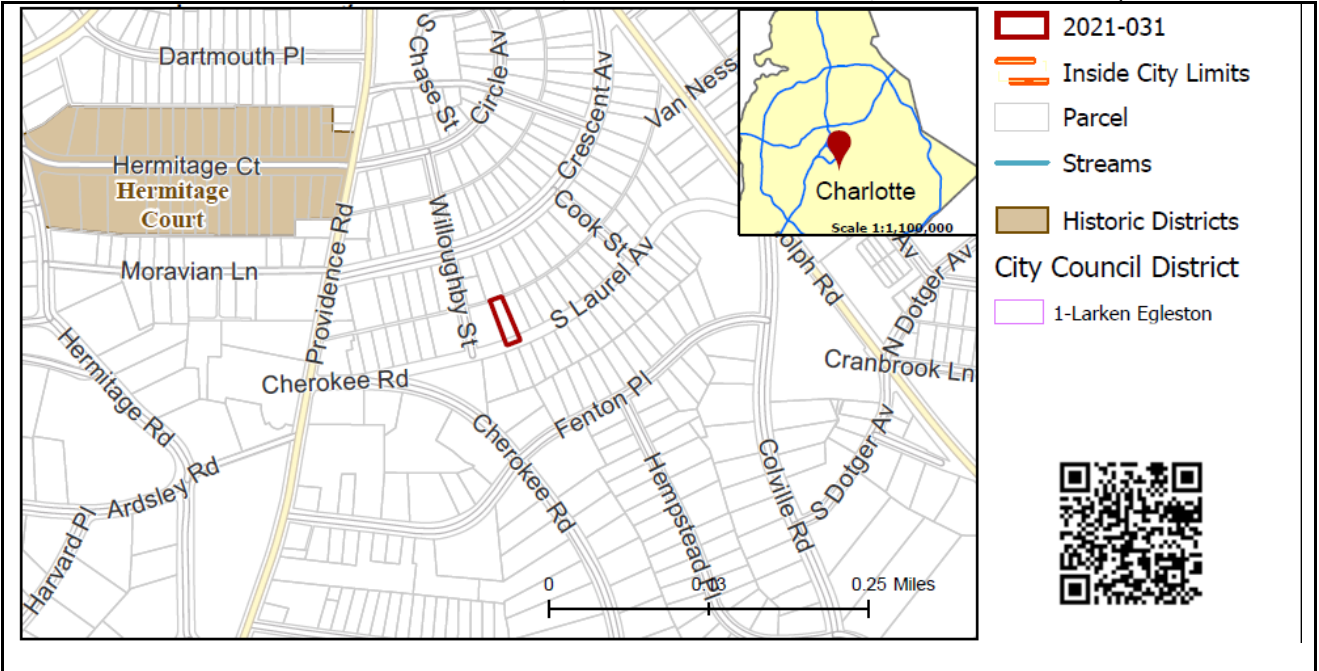 S Chase St
Circle Av
Crescent Av
Van Ness
Dartmouth Pl
Hermitage Ct
Hermitage
Court
Providence Rd
Willoughby St
Cook St
S Laurel Av
Moravian Ln
Hermitage Rd
Cherokee Rd
Fenton Pl
Cherokee Rd
Ardsley Rd
Harvard Pl
Hempstead Pl
Colville Rd
S Dotger Av
N Dotger Av
Cranbrook Ln
olph Rd
Av
Charlotte
Scale 1:1,100,000
0
0.13
0.25 Miles
2021-031
Inside City Limits
Parcel
Streams
Historic Districts
City Council District
1-Larken Egleston